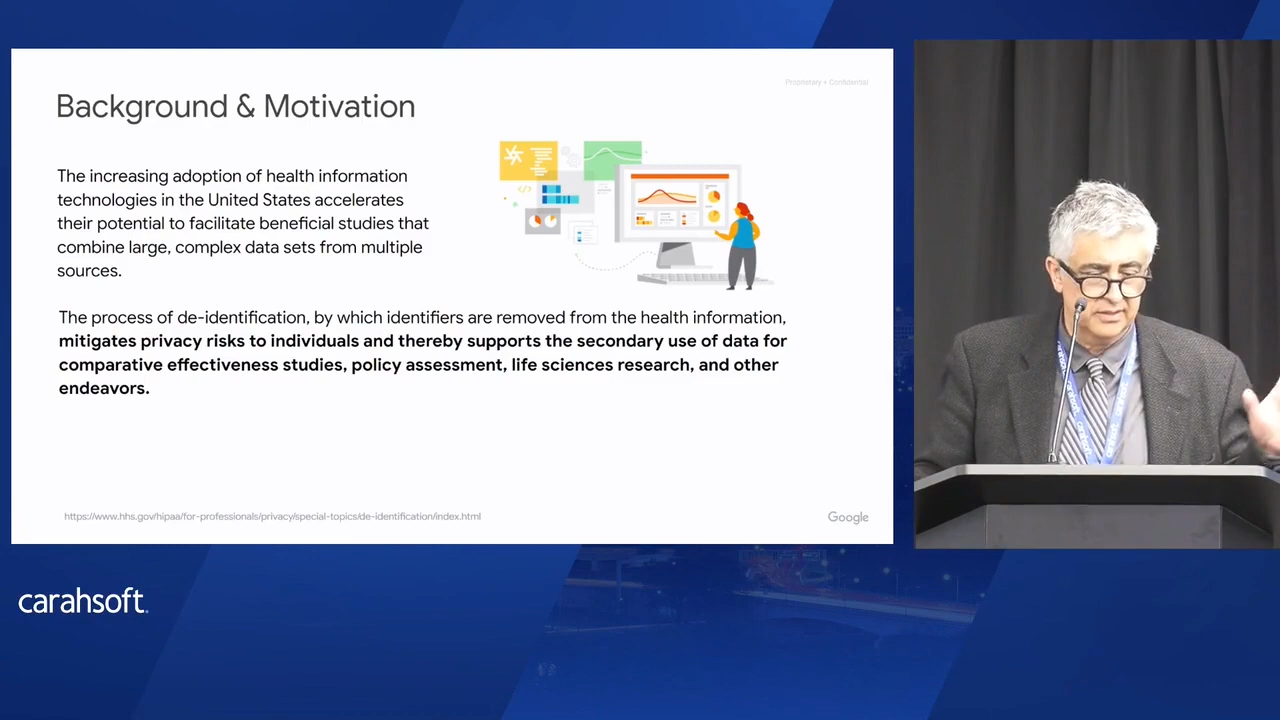 Proprietary + Confidential
Background & Motivation
The increasing adoption of health information
technologies in the United States accelerates
their potential to facilitate beneficial studies that
combine large, complex data sets from multiple
sources.
The process of de-identification, by which identifiers are removed from the health information,
mitigates privacy risks to individuals and thereby supports the secondary use of data for
comparative effectiveness studies, policy assessment, life sciences research, and other
endeavors.
https://www.hhs.gov/hipaa/for-professionals/privacy/special-topics/de-identification/index.html
Google
carahsoft.
carahsoft
carahsoft